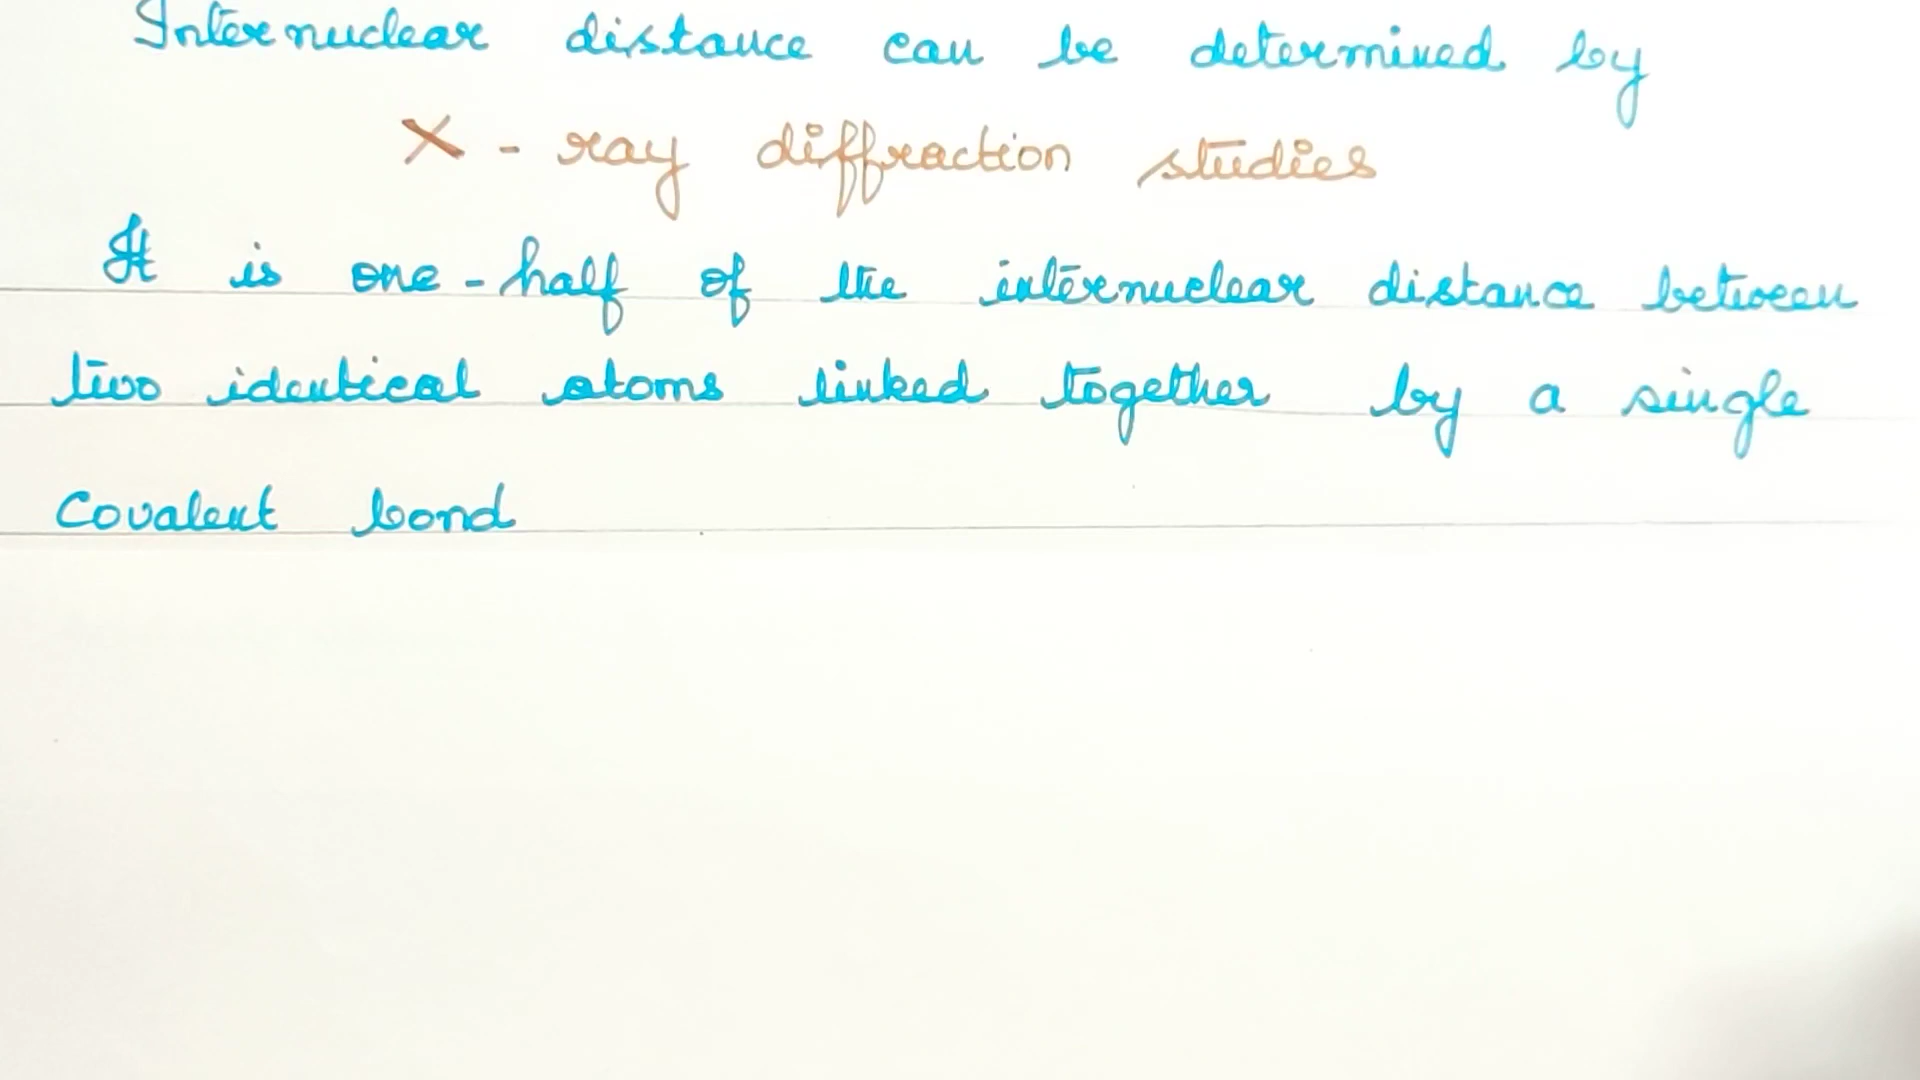 Internuclear distance can be determined by
X - ray diffraction studies
It is one - half of the internuclear distance between
two identical atoms linked together by a single
Covalent bond